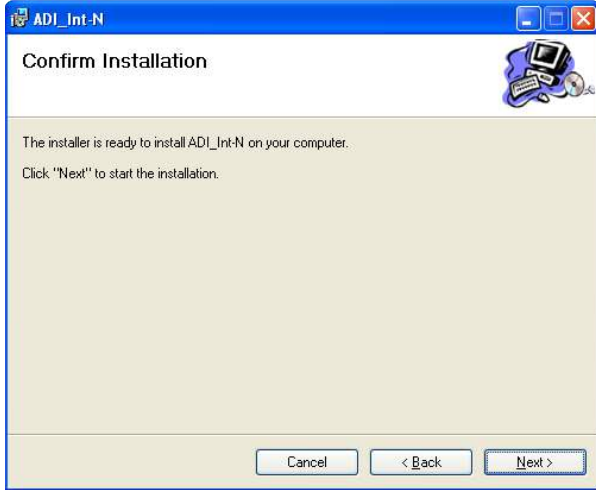 ADI_Int-N
Confirm Installation
The installer is ready to install ADI_Int-N on your computer.
Click "Next" to start the installation.
Cancel
< Back
Next >